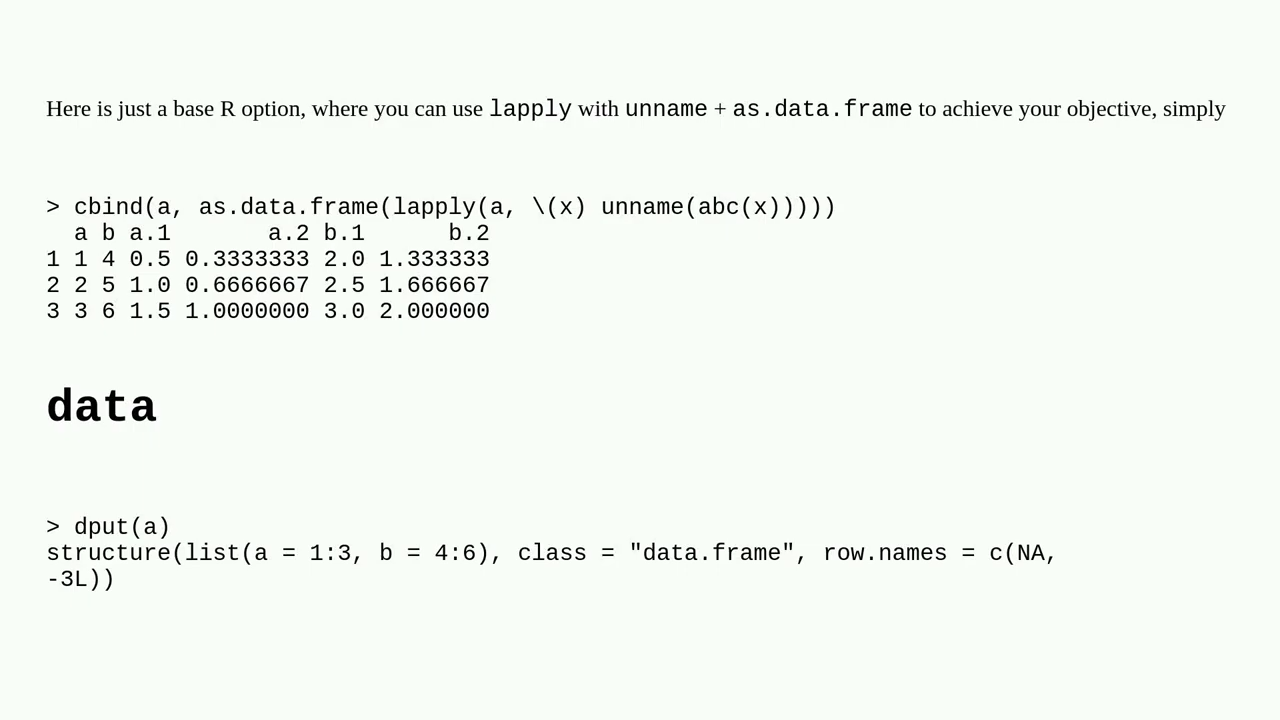 Here is just a base R option, where you can use lapply with unname + as.data.frame to achieve your objective, simply
> cbind(a, as.data.frame(lapply(a, \(x) unname(abc(x)))))
  a b a.1       a.2 b.1      b.2
1 1 4 0.5 0.3333333 2.0 1.333333
2 2 5 1.0 0.6666667 2.5 1.666667
3 3 6 1.5 1.0000000 3.0 2.000000
data
> dput(a)
structure(list(a = 1:3, b = 4:6), class = "data.frame", row.names = c(NA,
-3L))